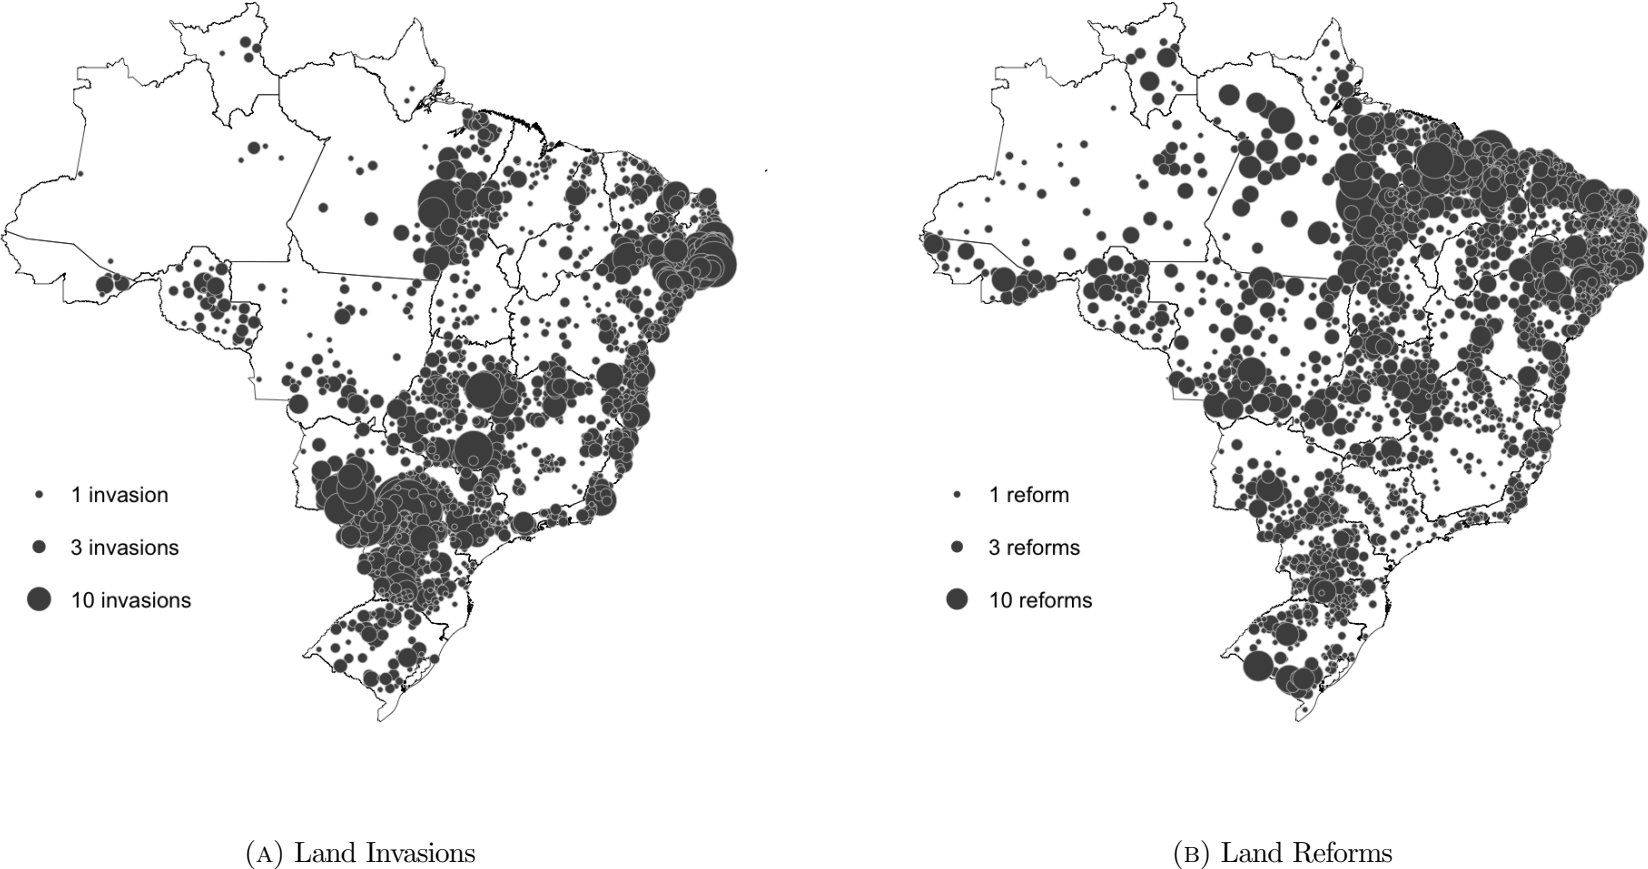 1 invasion
3 invasions
10 invasions
1 reform
3 reforms
10 reforms
(A) Land Invasions
(B) Land Reforms